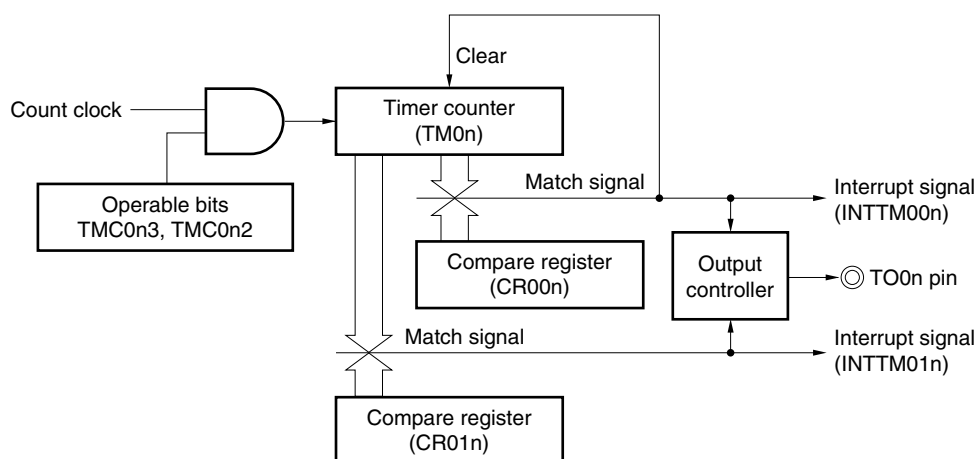 Clear
Count clock
Timer counter
(TM0n)
Operable bits
TMC0n3, TMC0n2
Match signal
Interrupt signal
(INTTM00n)
Compare register
(CR00n)
Output
controller
TO0n pin
Match signal
Interrupt signal
(INTTM01n)
Compare register
(CR01n)